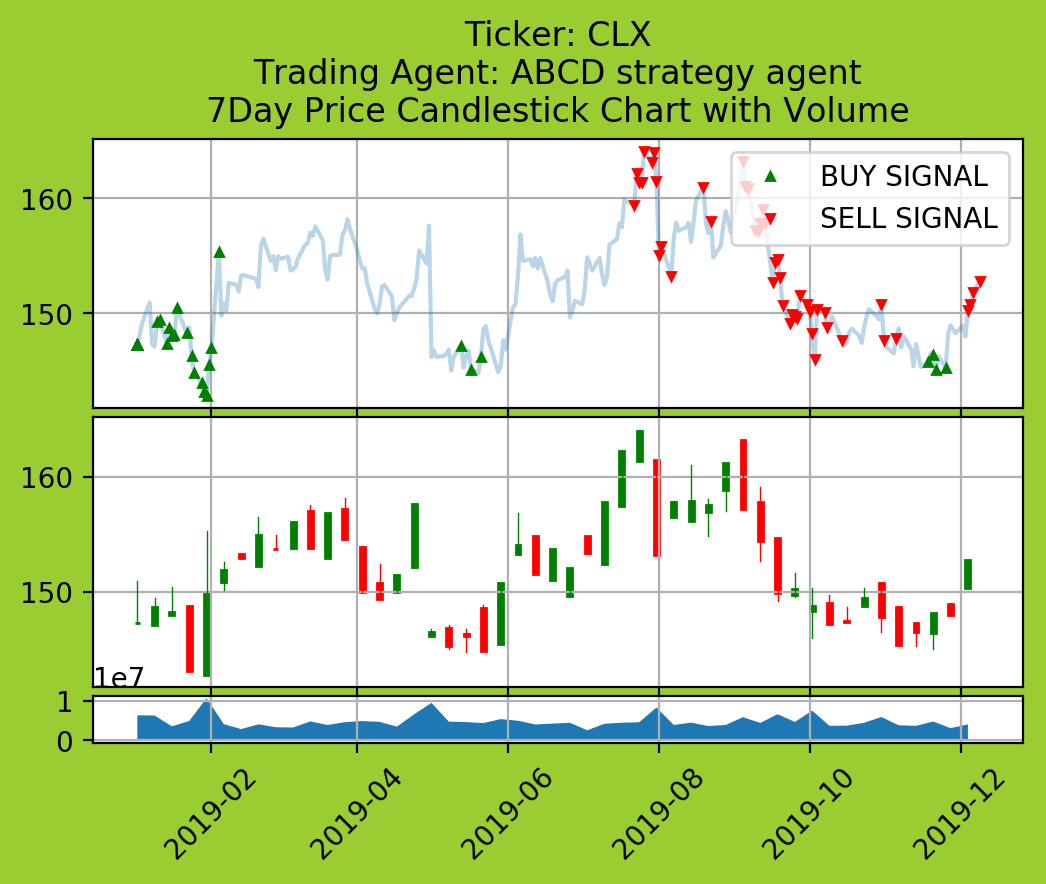 Ticker: CLX
Trading Agent: ABCD strategy agent
7Day Price Candlestick Chart with Volume
160
150
BUY SIGNAL
SELL SIGNAL
160
150
1e7
1
0
2019-02
2019-04
2019-06
2019-08
2019-10
2019-12